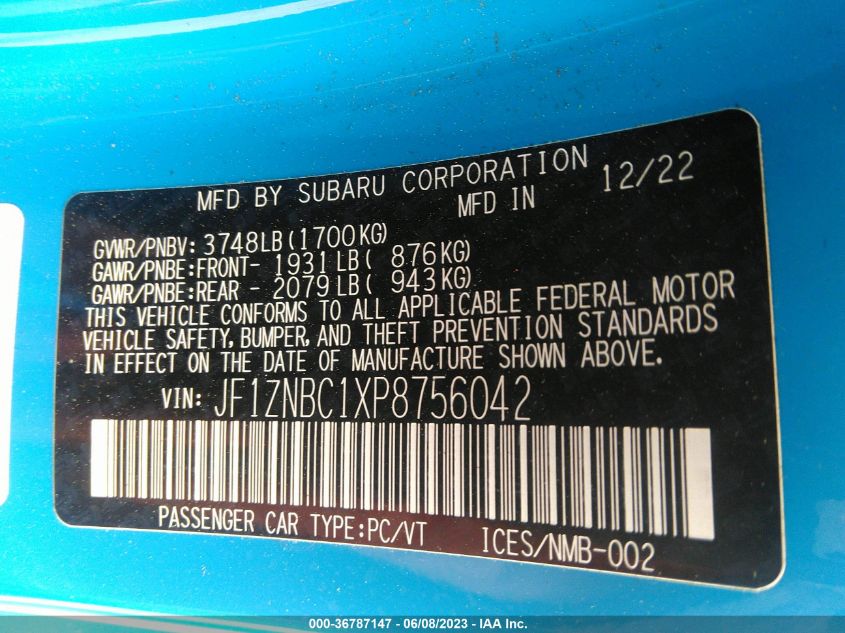 MFD BY SUBARU CORPORATION
MFD IN 12/22
GVWR/PNBV: 3748LB(1700KG)
GAWR/PNBE:FRONT- 1931LB( 876KG)
GAWR/PNBE:REAR - 2079LB( 943KG)
THIS VEHICLE CONFORMS TO ALL APPLICABLE FEDERAL MOTOR
VEHICLE SAFETY, BUMPER, AND THEFT PREVENTION STANDARDS
IN EFFECT ON THE DATE OF MANUFACTURE SHOWN ABOVE.
VIN: JF1ZNBC1XP8756042
PASSENGER CAR TYPE:PC/VT ICES/NMB-002
000-36787147 - 06/08/2023 - IAA Inc.